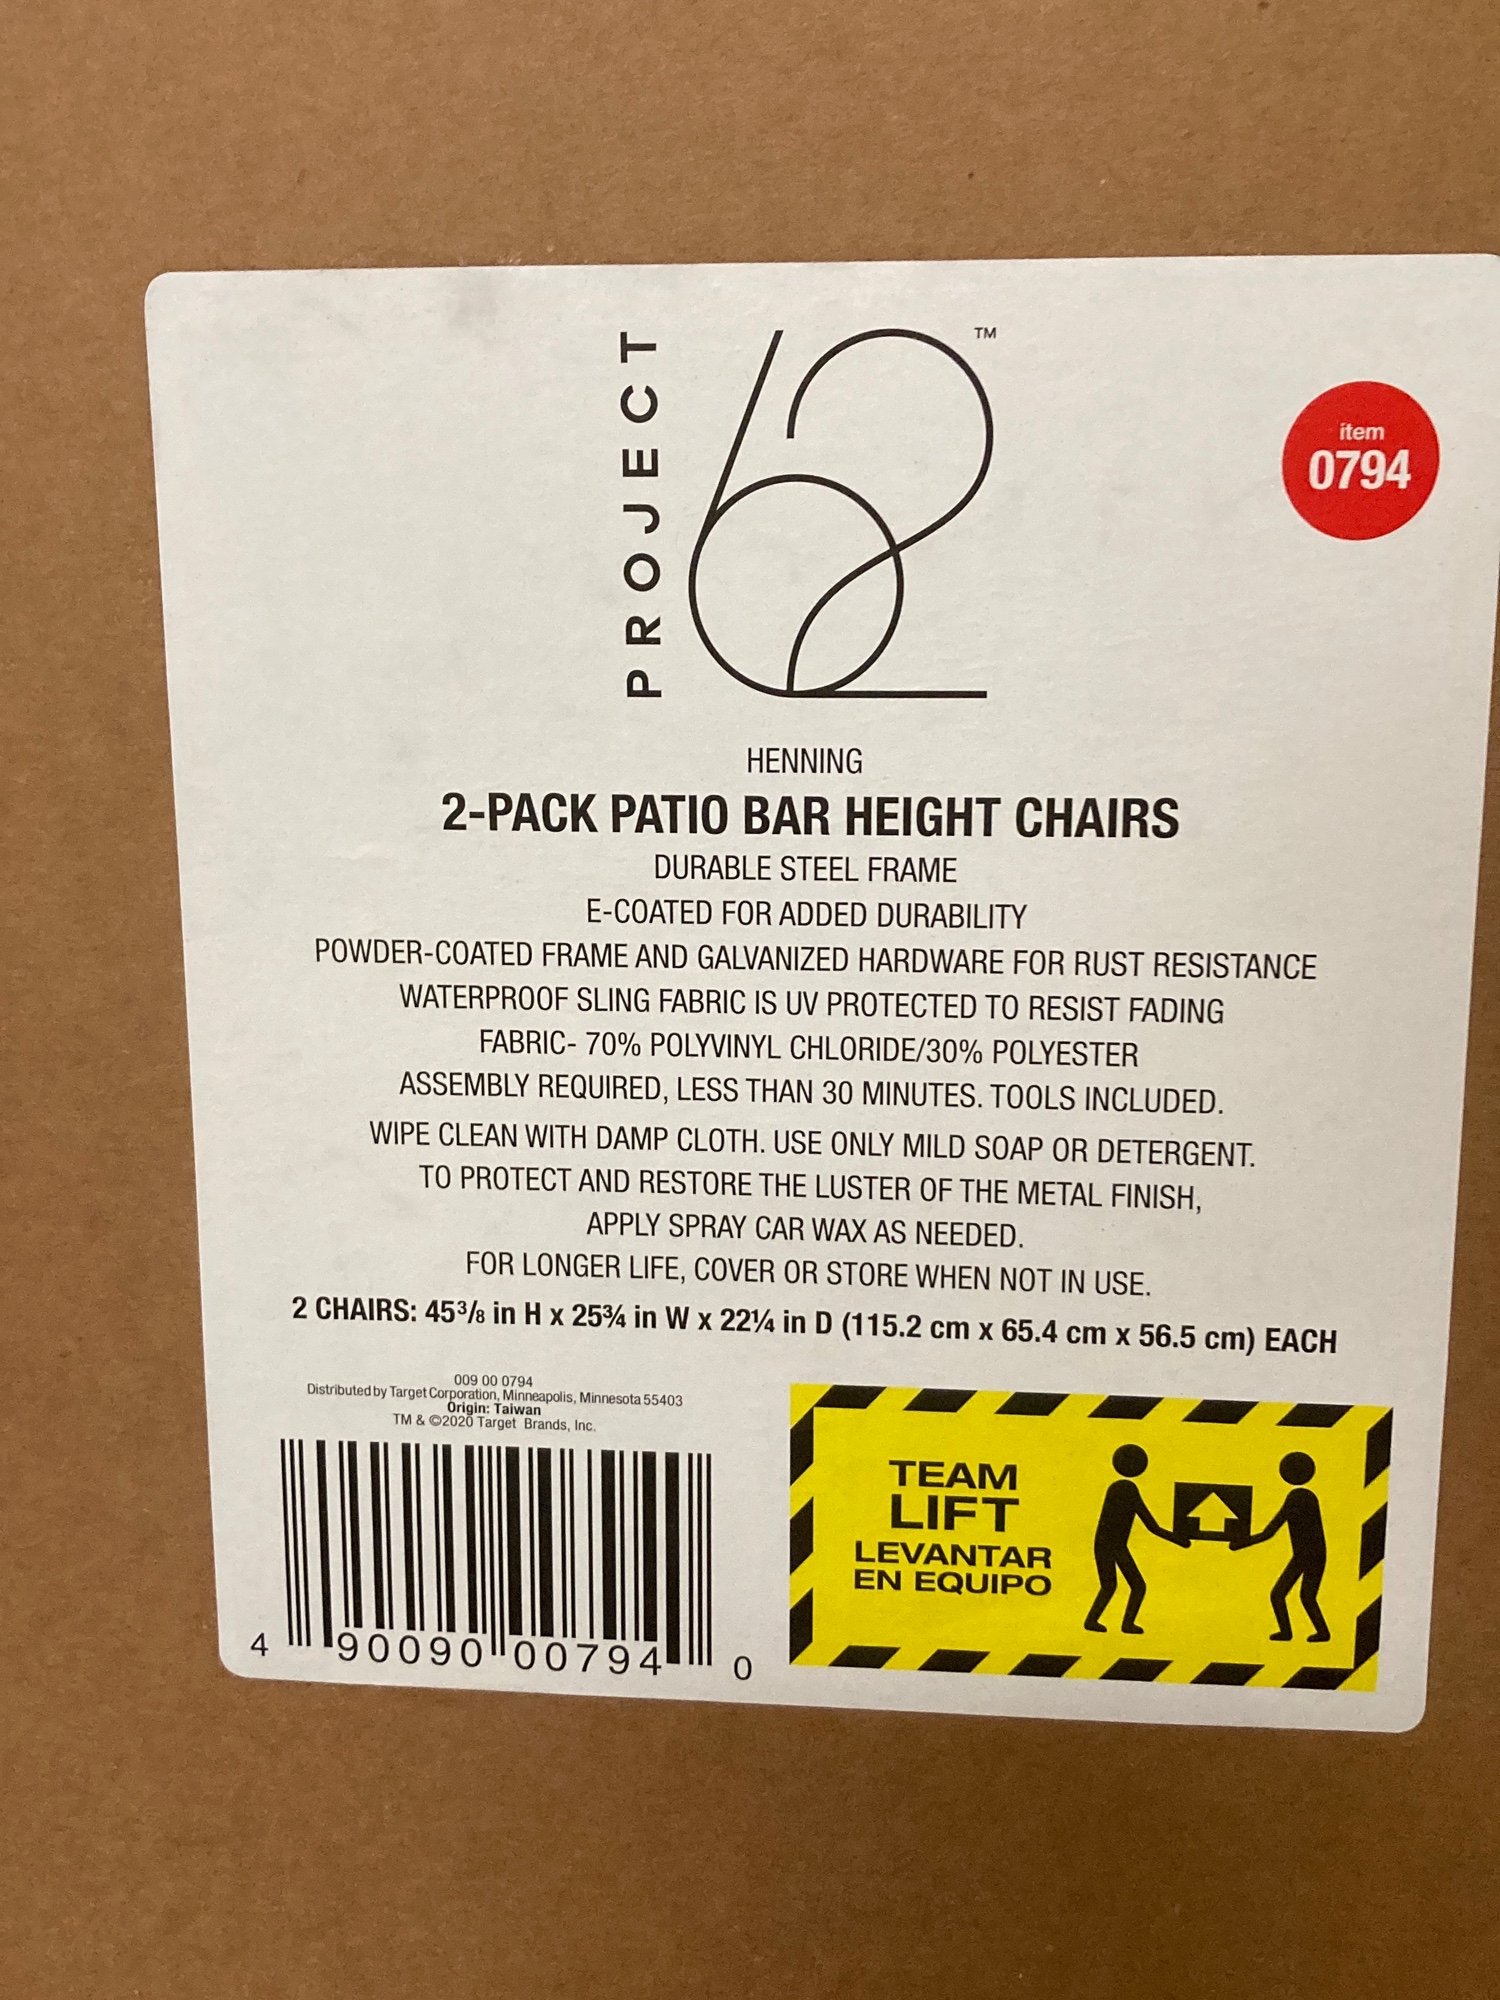 PROJECT
62
TM
item
0794
HENNING
2-PACK PATIO BAR HEIGHT CHAIRS
DURABLE STEEL FRAME
E-COATED FOR ADDED DURABILITY
POWDER-COATED FRAME AND GALVANIZED HARDWARE FOR RUST RESISTANCE
WATERPROOF SLING FABRIC IS UV PROTECTED TO RESIST FADING
FABRIC- 70% POLYVINYL CHLORIDE/30% POLYESTER
ASSEMBLY REQUIRED, LESS THAN 30 MINUTES. TOOLS INCLUDED.
WIPE CLEAN WITH DAMP CLOTH. USE ONLY MILD SOAP OR DETERGENT.
TO PROTECT AND RESTORE THE LUSTER OF THE METAL FINISH,
APPLY SPRAY CAR WAX AS NEEDED.
FOR LONGER LIFE, COVER OR STORE WHEN NOT IN USE.
2 CHAIRS: 45³/₈ in H x 25¾ in W x 22¼ in D (115.2 cm x 65.4 cm x 56.5 cm) EACH
009 00 0794
Distributed by Target Corporation, Minneapolis, Minnesota 55403
Origin: Taiwan
TM & ©2020 Target Brands, Inc.
4 90090 00794 0
TEAM
LIFT
LEVANTAR
EN EQUIPO